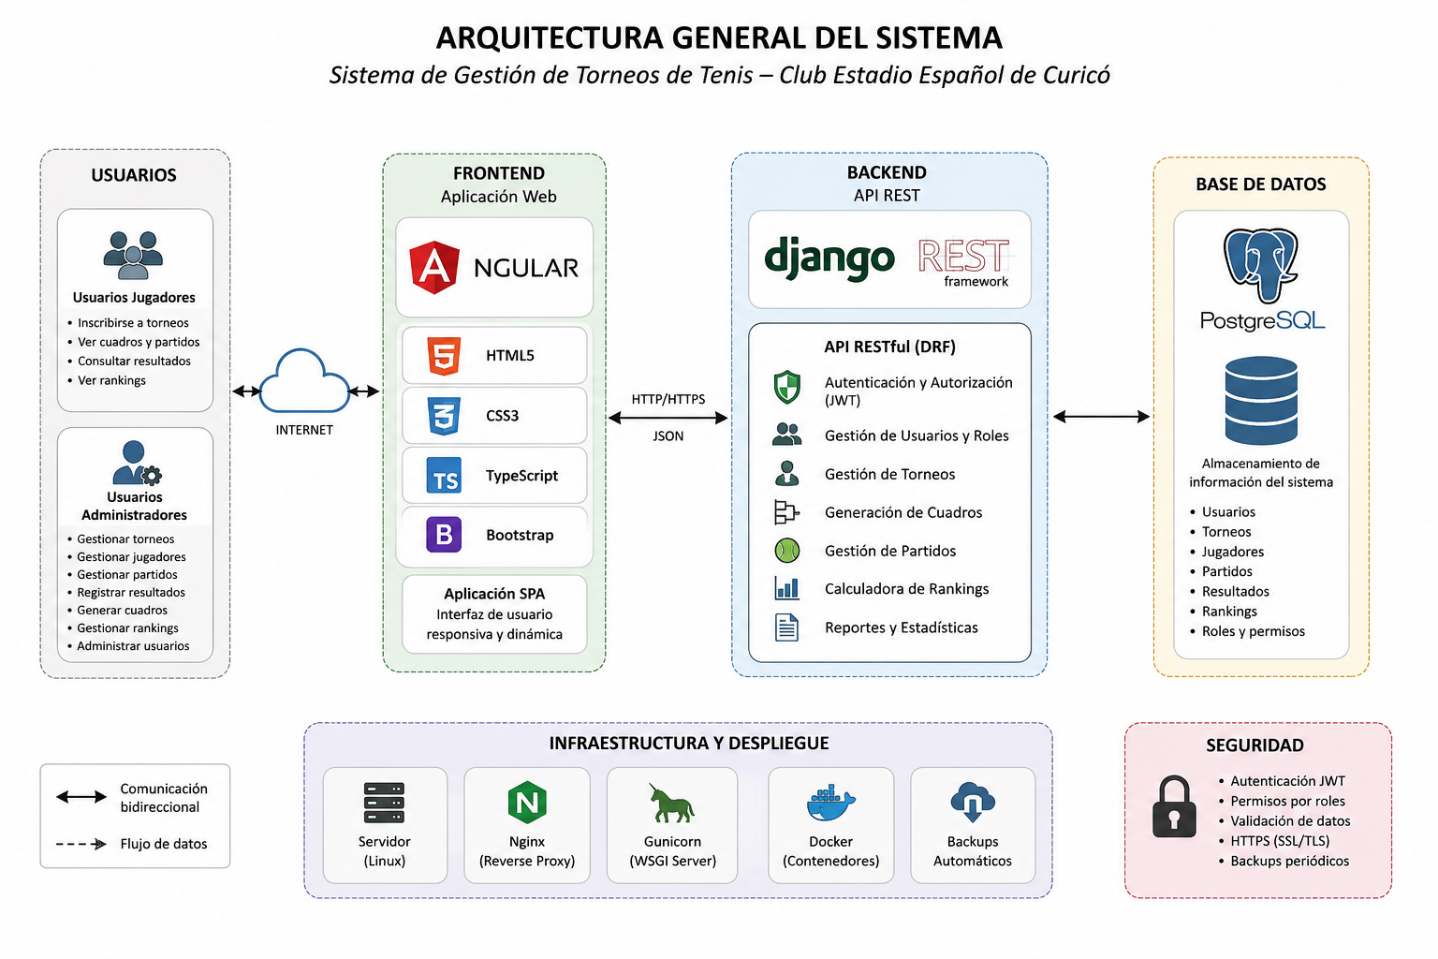 ARQUITECTURA GENERAL DEL SISTEMA
Sistema de Gestión de Torneos de Tenis – Club Estadio Español de Curicó
USUARIOS
Usuarios Jugadores
• Inscribirse a torneos
• Ver cuadros y partidos
• Consultar resultados
• Ver rankings
Usuarios
Administradores
• Gestionar torneos
• Gestionar jugadores
• Gestionar partidos
• Registrar resultados
• Generar cuadros
• Gestionar rankings
• Administrar usuarios
INTERNET
FRONTEND
Aplicación Web
A NGULAR
5 HTML5
3 CSS3
TS TypeScript
B Bootstrap
Aplicación SPA
Interfaz de usuario
responsiva y dinámica
HTTP/HTTPS
JSON
BACKEND
API REST
django REST
framework
API RESTful (DRF)
Autenticación y Autorización
(JWT)
Gestión de Usuarios y Roles
Gestión de Torneos
Generación de Cuadros
Gestión de Partidos
Calculadora de Rankings
Reportes y Estadísticas
BASE DE DATOS
PostgreSQL
Almacenamiento de
información del sistema
• Usuarios
• Torneos
• Jugadores
• Partidos
• Resultados
• Rankings
• Roles y permisos
Comunicación
bidireccional
Flujo de datos
INFRAESTRUCTURA Y DESPLIEGUE
Servidor
(Linux)
N
Nginx
(Reverse Proxy)
Gunicorn
(WSGI Server)
Docker
(Contenedores)
Backups
Automáticos
SEGURIDAD
• Autenticación JWT
• Permisos por roles
• Validación de datos
• HTTPS (SSL/TLS)
• Backups periódicos